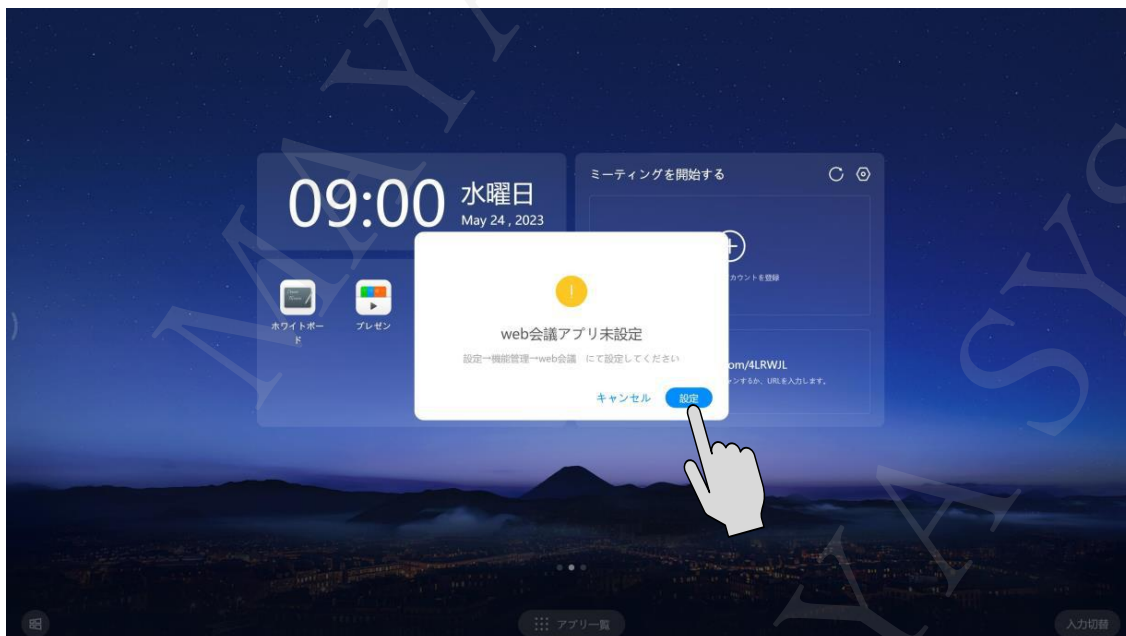 09:00
水曜日
May 24 , 2023
ミーティングを開始する
カウントを登録
ホワイトボー
ド
プレゼン
web会議アプリ未設定
設定→機能管理→web会議 にて設定してください
キャンセル
設定
om/4LRWJL
ャンするか、URLを入力します。
アプリ一覧
入力切替